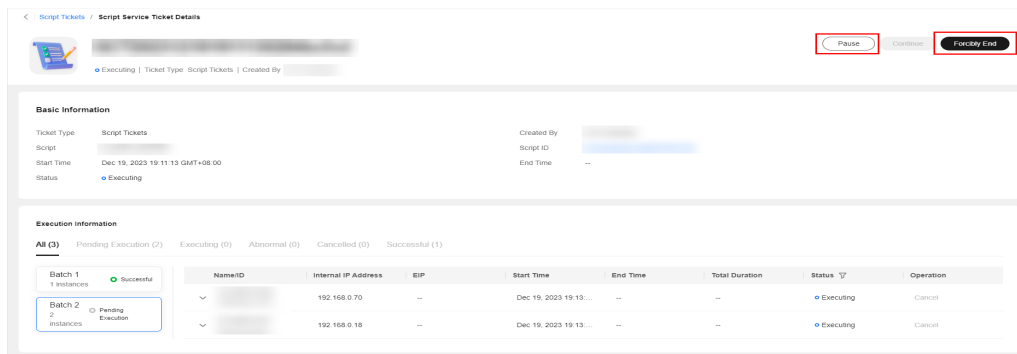 Script Tickets / Script Service Ticket Details
Pause Continue Forcibly End
Executing | Ticket Type Script Tickets | Created By
Basic Information
Ticket Type Script Tickets Created By
Script Script ID
Start Time Dec 19, 2023 19:11:13 GMT+08:00 End Time --
Status Executing
Execution Information
All (3) Pending Execution (2) Executing (0) Abnormal (0) Cancelled (0) Successful (1)
Batch 1
1 Instances
Successful
Batch 2
2
instances
Pending
Execution
Name/ID Internal IP Address EIP Start Time End Time Total Duration Status Operation
192.168.0.70 -- Dec 19, 2023 19:13:... -- -- Executing Cancel
192.168.0.18 -- Dec 19, 2023 19:13:... -- -- Executing Cancel